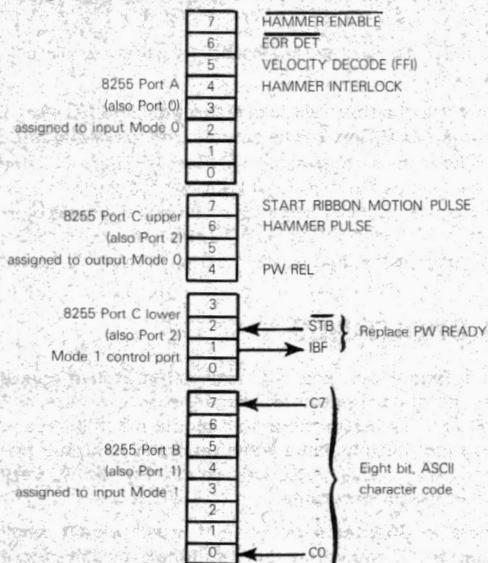 7 HAMMER ENABLE
6 EOR DET
5 VELOCITY DECODE (FFI)
8255 Port A 4 HAMMER INTERLOCK
(also Port 0) 3
assigned to input Mode 0 2
1
0
7 START RIBBON MOTION PULSE
8255 Port C upper 6 HAMMER PULSE
(also Port 2) 5
assigned to output Mode 0 4 PW REL
3
8255 Port C lower
(also Port 2) 2 STB Replace PW READY
Mode 1 control port 1 IBF
0
7 C7
6
8255 Port B 5
(also Port 1) 4 Eight bit, ASCII
assigned to input Mode 1 3 character code
2
1
0 C0